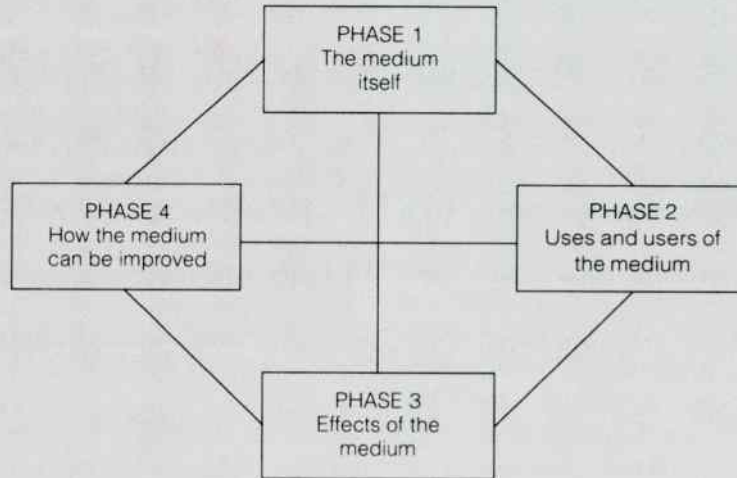 PHASE 1
The medium
itself
PHASE 4
How the medium
can be improved
PHASE 2
Uses and users of
the medium
PHASE 3
Effects of the
medium